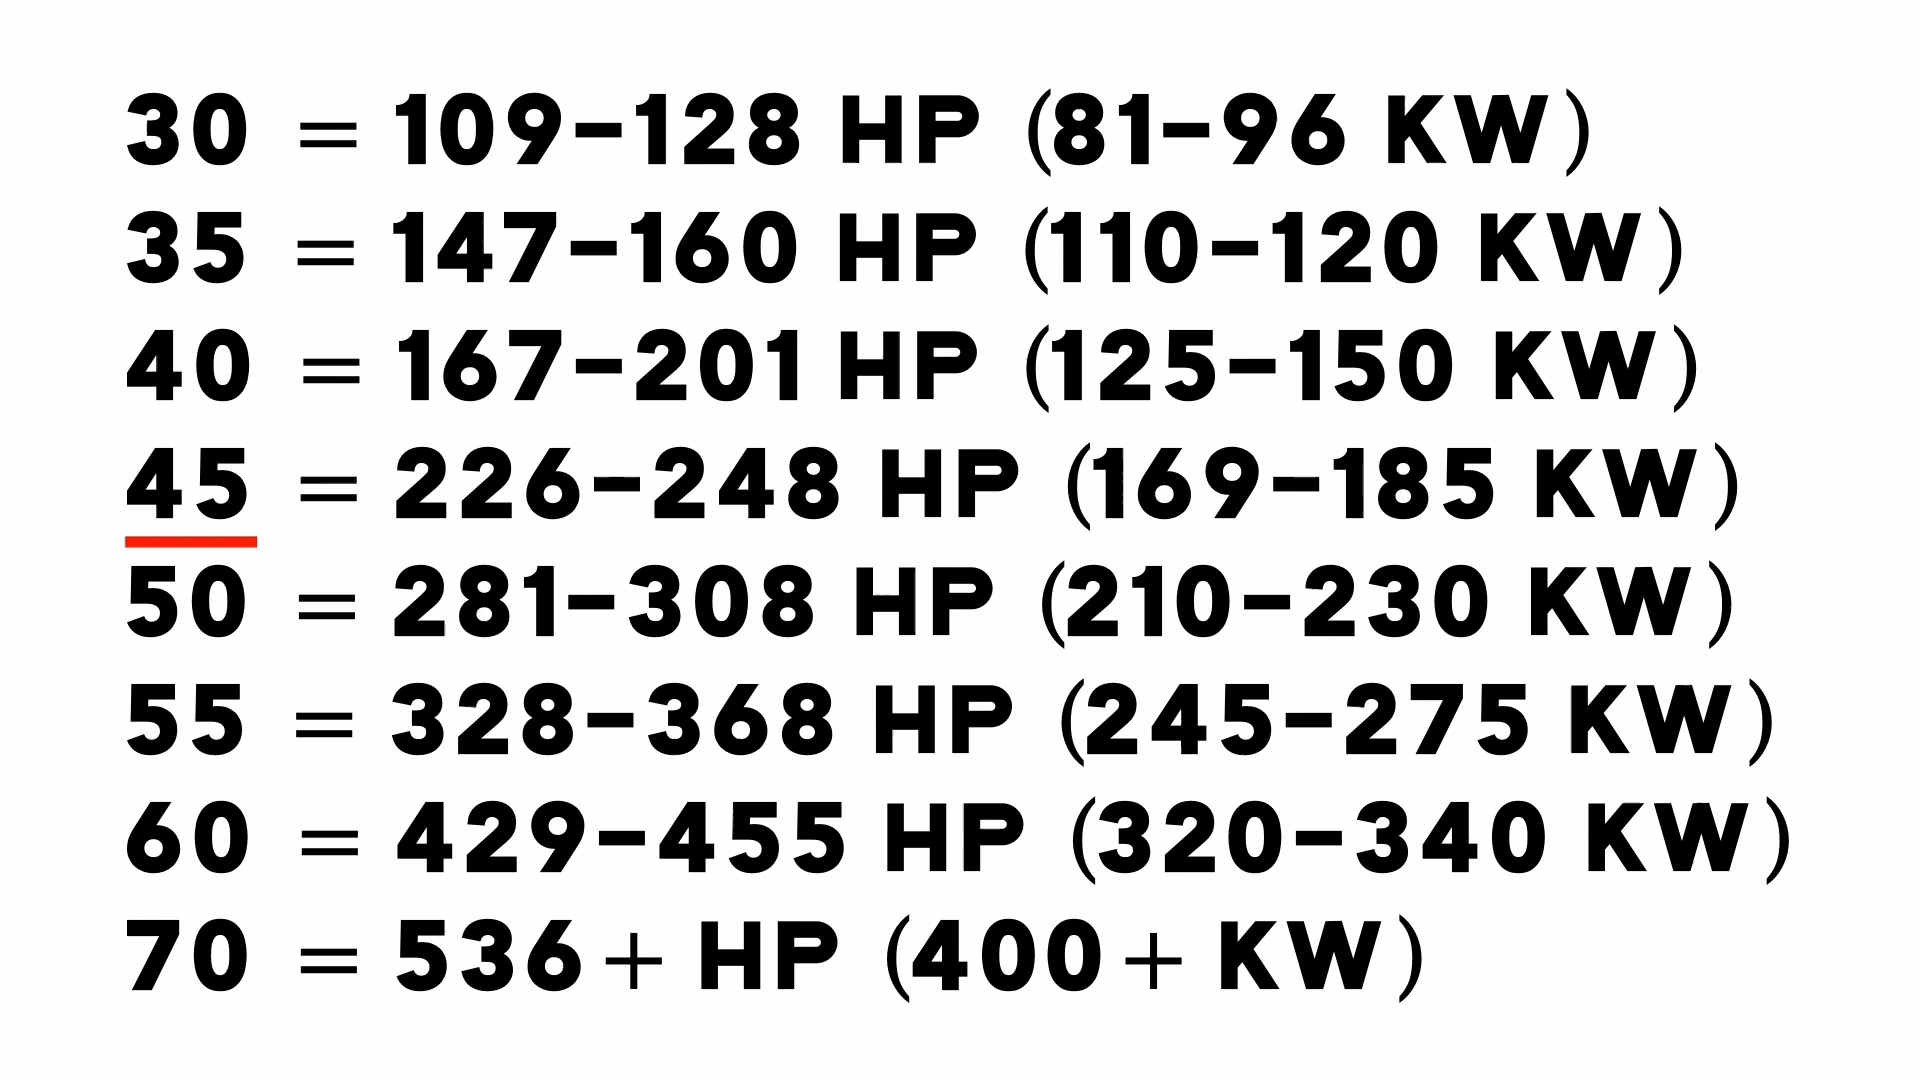 30 = 109-128 HP (81-96 KW)
35 = 147-160 HP (110-120 KW)
40 = 167-201 HP (125-150 KW)
45 = 226-248 HP (169-185 KW)
50 = 281-308 HP (210-230 KW)
55 = 328-368 HP (245-275 KW)
60 = 429-455 HP (320-340 KW)
70 = 536+ HP (400+ KW)